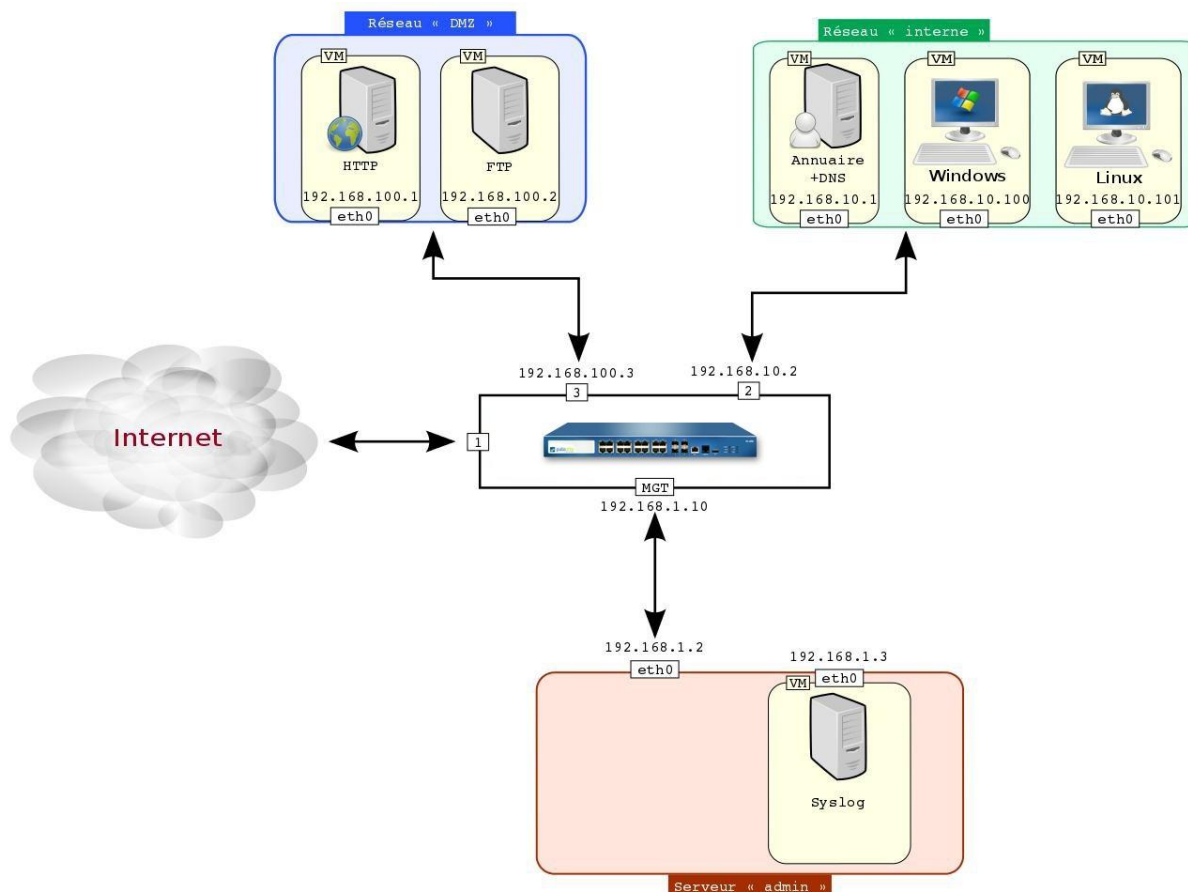 Réseau « DMZ »
Réseau « interne »
VM
VM
VM
VM
VM
HTTP
FTP
Annuaire
+DNS
Windows
Linux
192.168.100.1
192.168.100.2
192.168.10.1
192.168.10.100
192.168.10.101
eth0
eth0
eth0
eth0
eth0
192.168.100.3
192.168.10.2
3
2
Internet
1
MGT
192.168.1.10
192.168.1.2
192.168.1.3
eth0
eth0
VM
Syslog
Serveur « admin »